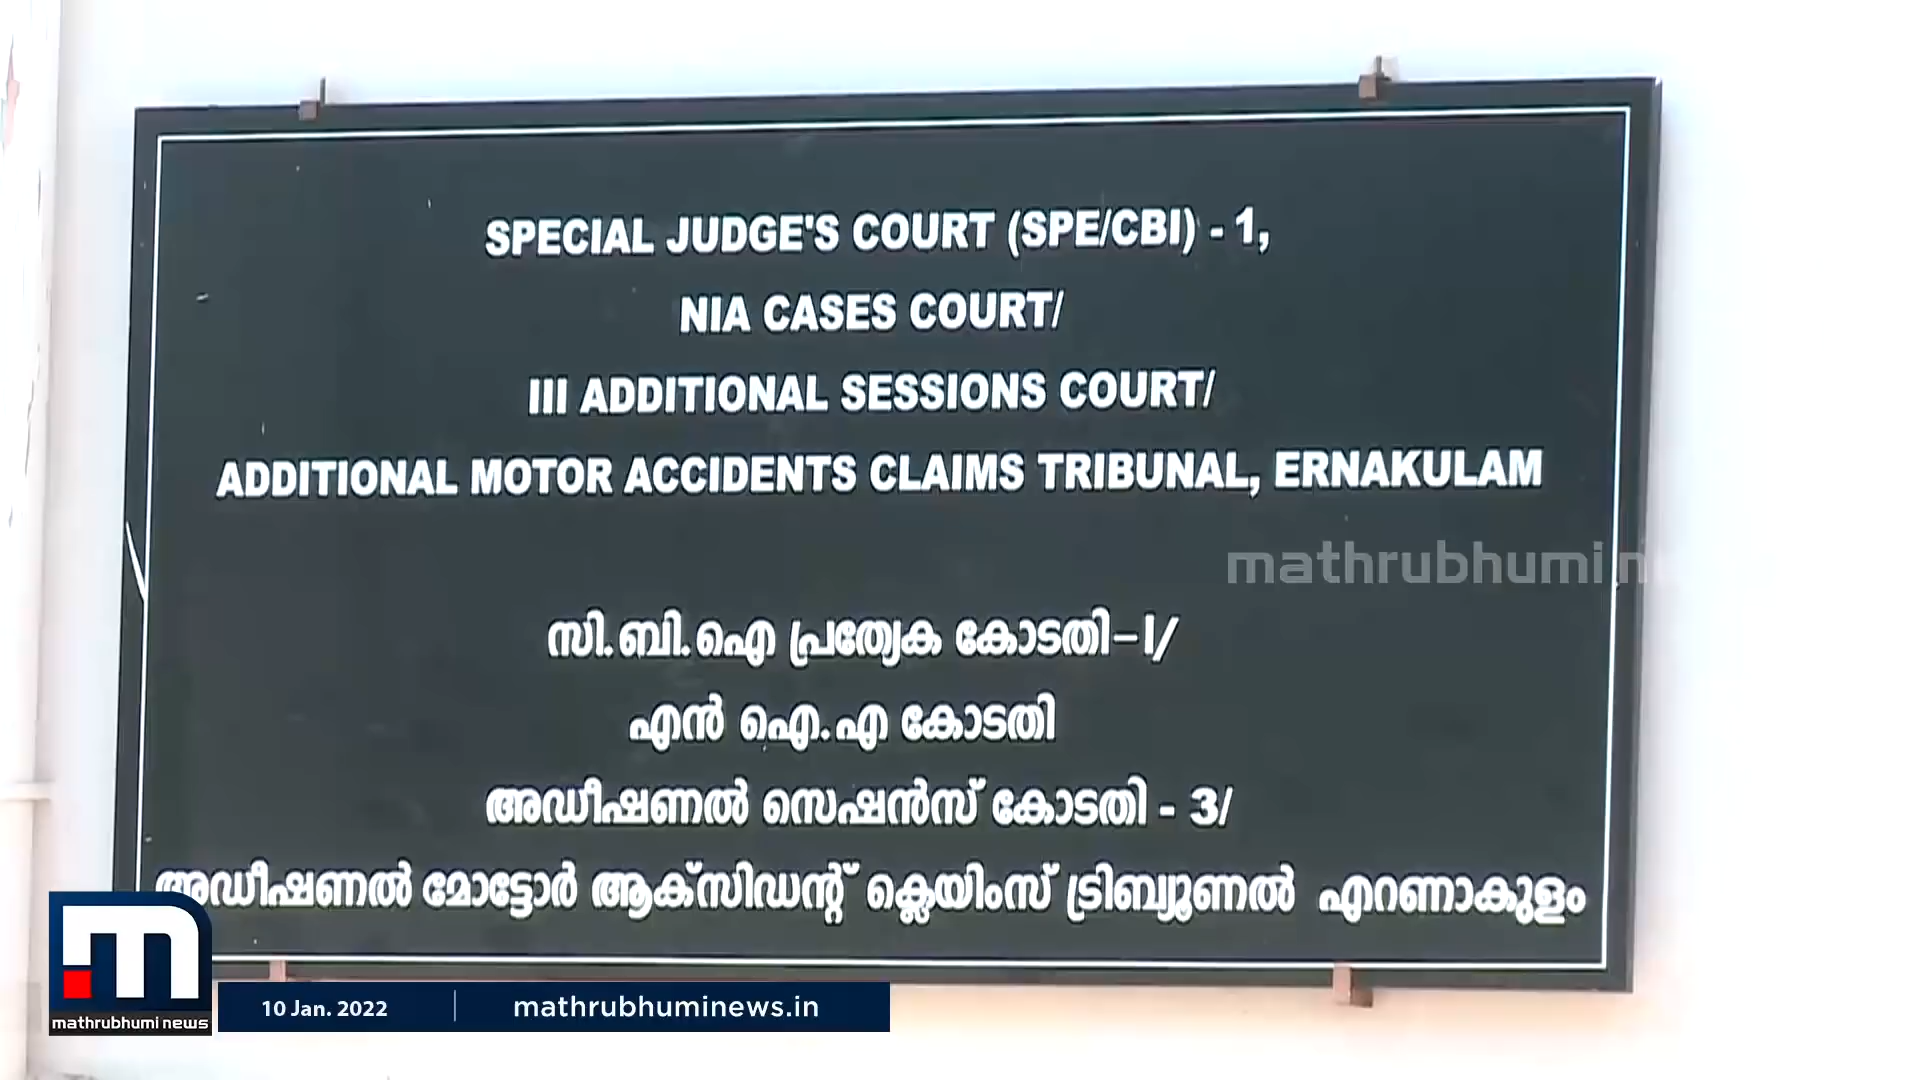 SPECIAL JUDGE'S COURT (SPE/CBI) - 1,
NIA CASES COURT/
III ADDITIONAL SESSIONS COURT/
ADDITIONAL MOTOR ACCIDENTS CLAIMS TRIBUNAL, ERNAKULAM
mathrubhumi
സി.ബി.ഐ പ്രത്യേക കോടതി-I/
എൻ ഐ.എ കോടതി
അഡീഷണൽ സെഷൻസ് കോടതി - 3/
അഡീഷണൽ മോട്ടോർ ആക്സിഡന്റ് ക്ലെയിംസ് ട്രിബ്യൂണൽ എറണാകുളം
mathrubhumi news
10 Jan. 2022
mathrubhuminews.in